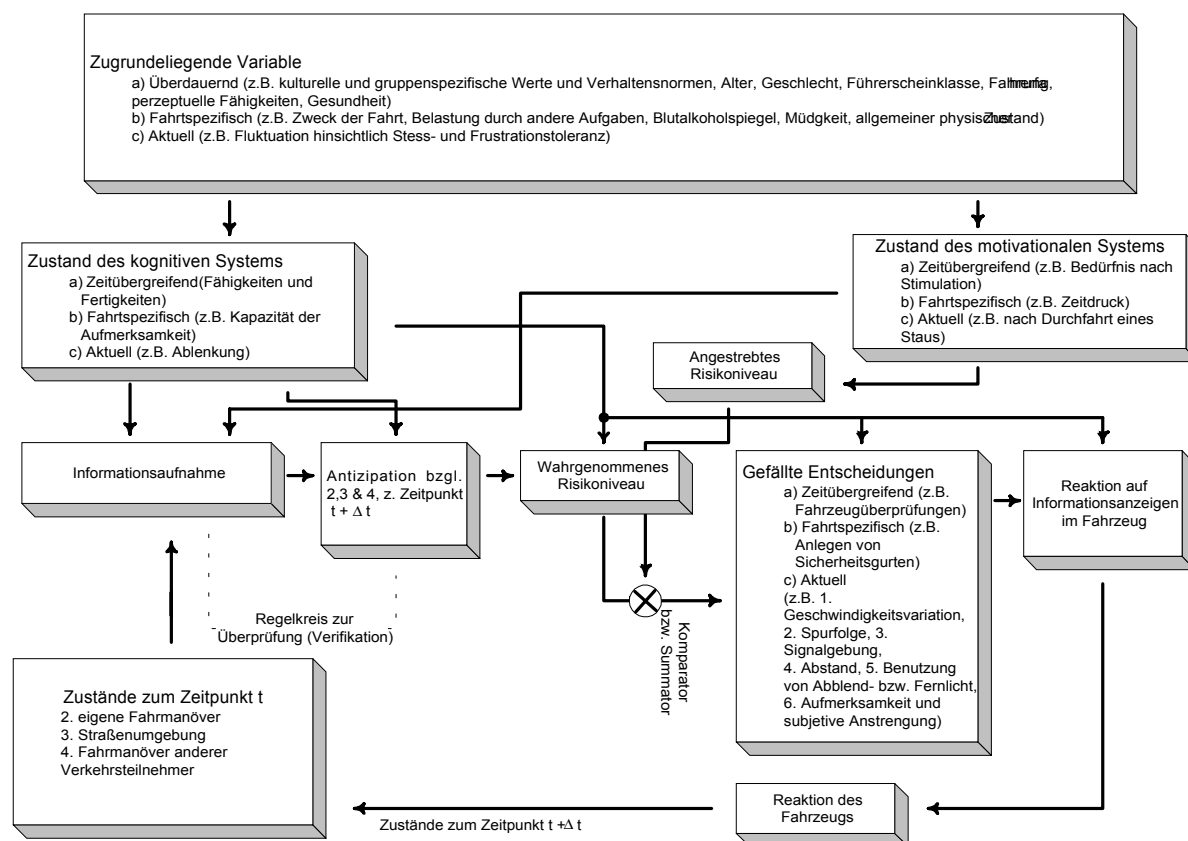 Zugrundeliegende Variable
a) Überdauernd (z.B. kulturelle und gruppenspezifische Werte und Verhaltensnormen, Alter, Geschlecht, Führerscheinklasse,
perzeptuelle Fähigkeiten, Gesundheit)
b) Fahrtspezifisch (z.B. Zweck der Fahrt, Belastung durch andere Aufgaben, Blutalkoholspiegel, Müdgkeit, allgemeiner physischer Zustand)
c) Aktuell (z.B. Fluktuation hinsichtlich Stess- und Frustrationstoleranz)
Zustand des kognitiven Systems
a) Zeitübergreifend(Fähigkeiten und
Fertigkeiten)
b) Fahrtspezifisch (z.B. Kapazität der
Aufmerksamkeit)
c) Aktuell (z.B. Ablenkung)
Zustand des motivationalen Systems
a) Zeitübergreifend (z.B. Bedürfnis nach
Stimulation)
b) Fahrtspezifisch (z.B. Zeitdruck)
c) Aktuell (z.B. nach Durchfahrt eines
Staus)
Angestrebtes
Risikoniveau
Informationsaufnahme
Antizipation bzgl.
2,3 & 4, z. Zeitpunkt
t + Δ t
Wahrgenommenes
Risikoniveau
Gefällte Entscheidungen
a) Zeitübergreifend (z.B.
Fahrzeugüberprüfungen)
b) Fahrtspezifisch (z.B.
Anlegen von
Sicherheitsgurten)
c) Aktuell
(z.B. 1.
Geschwindigkeitsvariation,
2. Spurfolge, 3.
Signalgebung,
4. Abstand, 5. Benutzung
von Abblend- bzw. Fernlicht,
6. Aufmerksamkeit und
subjetive Anstrengung)
Reaktion auf
Informationsanzeigen
im Fahrzeug
Regelkreis zur
Überprüfung (Verifikation)
Komparator
bzw. Summator
Zustände zum Zeitpunkt t
2. eigene Fahrmanöver
3. Straßenumgebung
4. Fahrmanöver anderer
Verkehrsteilnehmer
Reaktion des
Fahrzeugs
Zustände zum Zeitpunkt t +Δ t